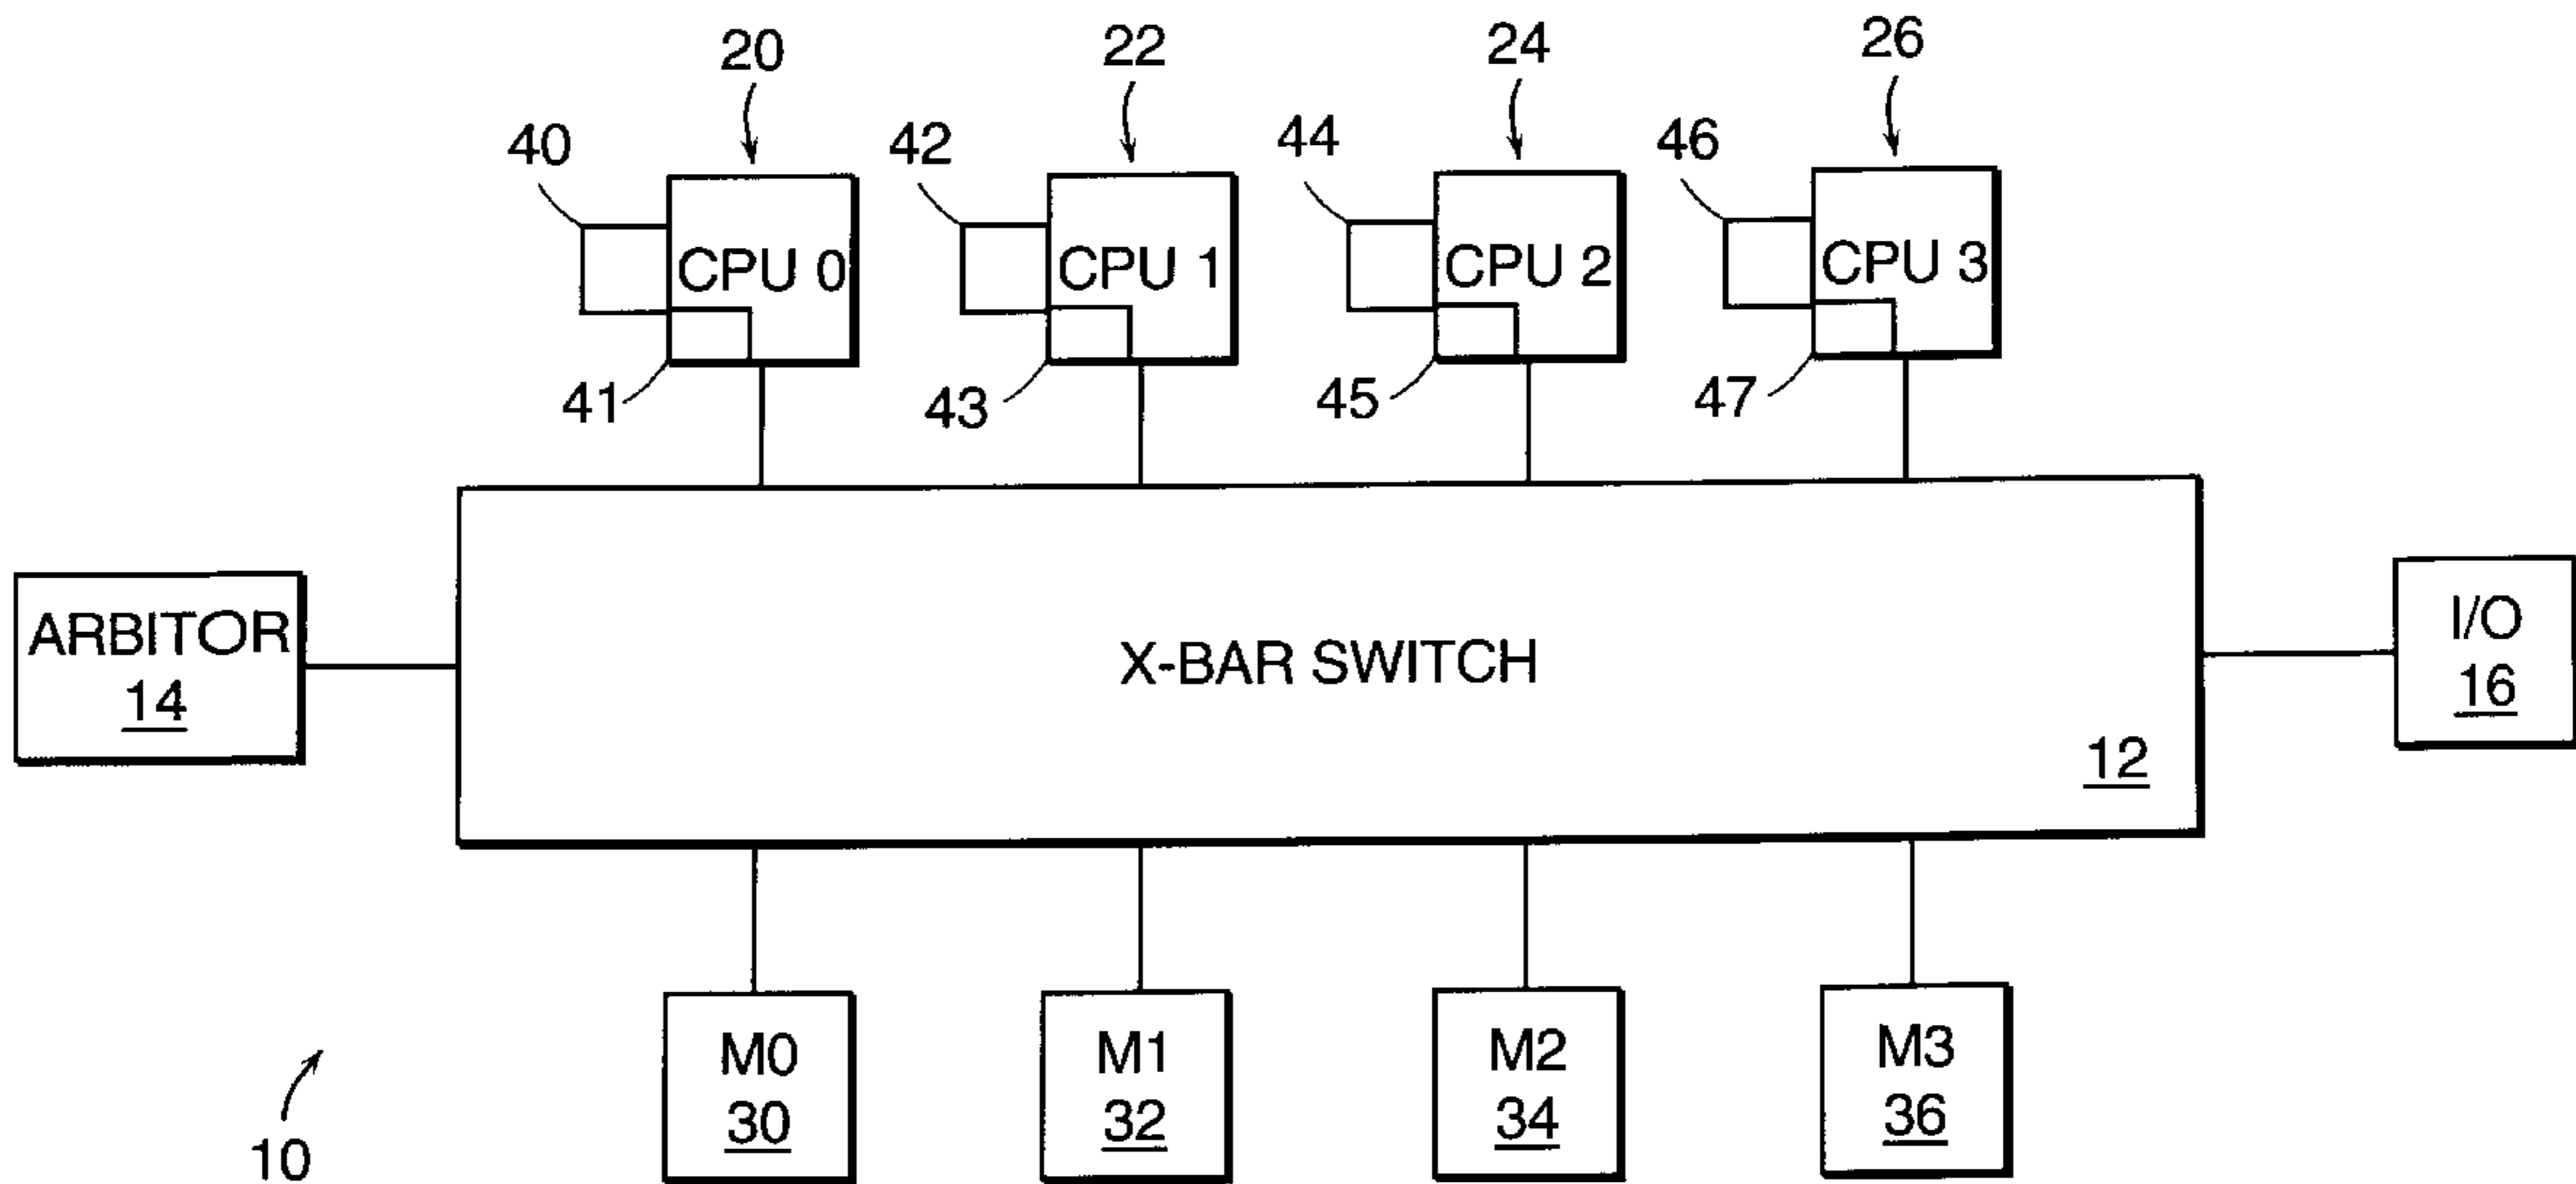 20 22 24 26
40 42 44 46
CPU 0 CPU 1 CPU 2 CPU 3
41 43 45 47
ARBITOR
14
X-BAR SWITCH
12
I/O
16
M0 M1 M2 M3
30 32 34 36
10